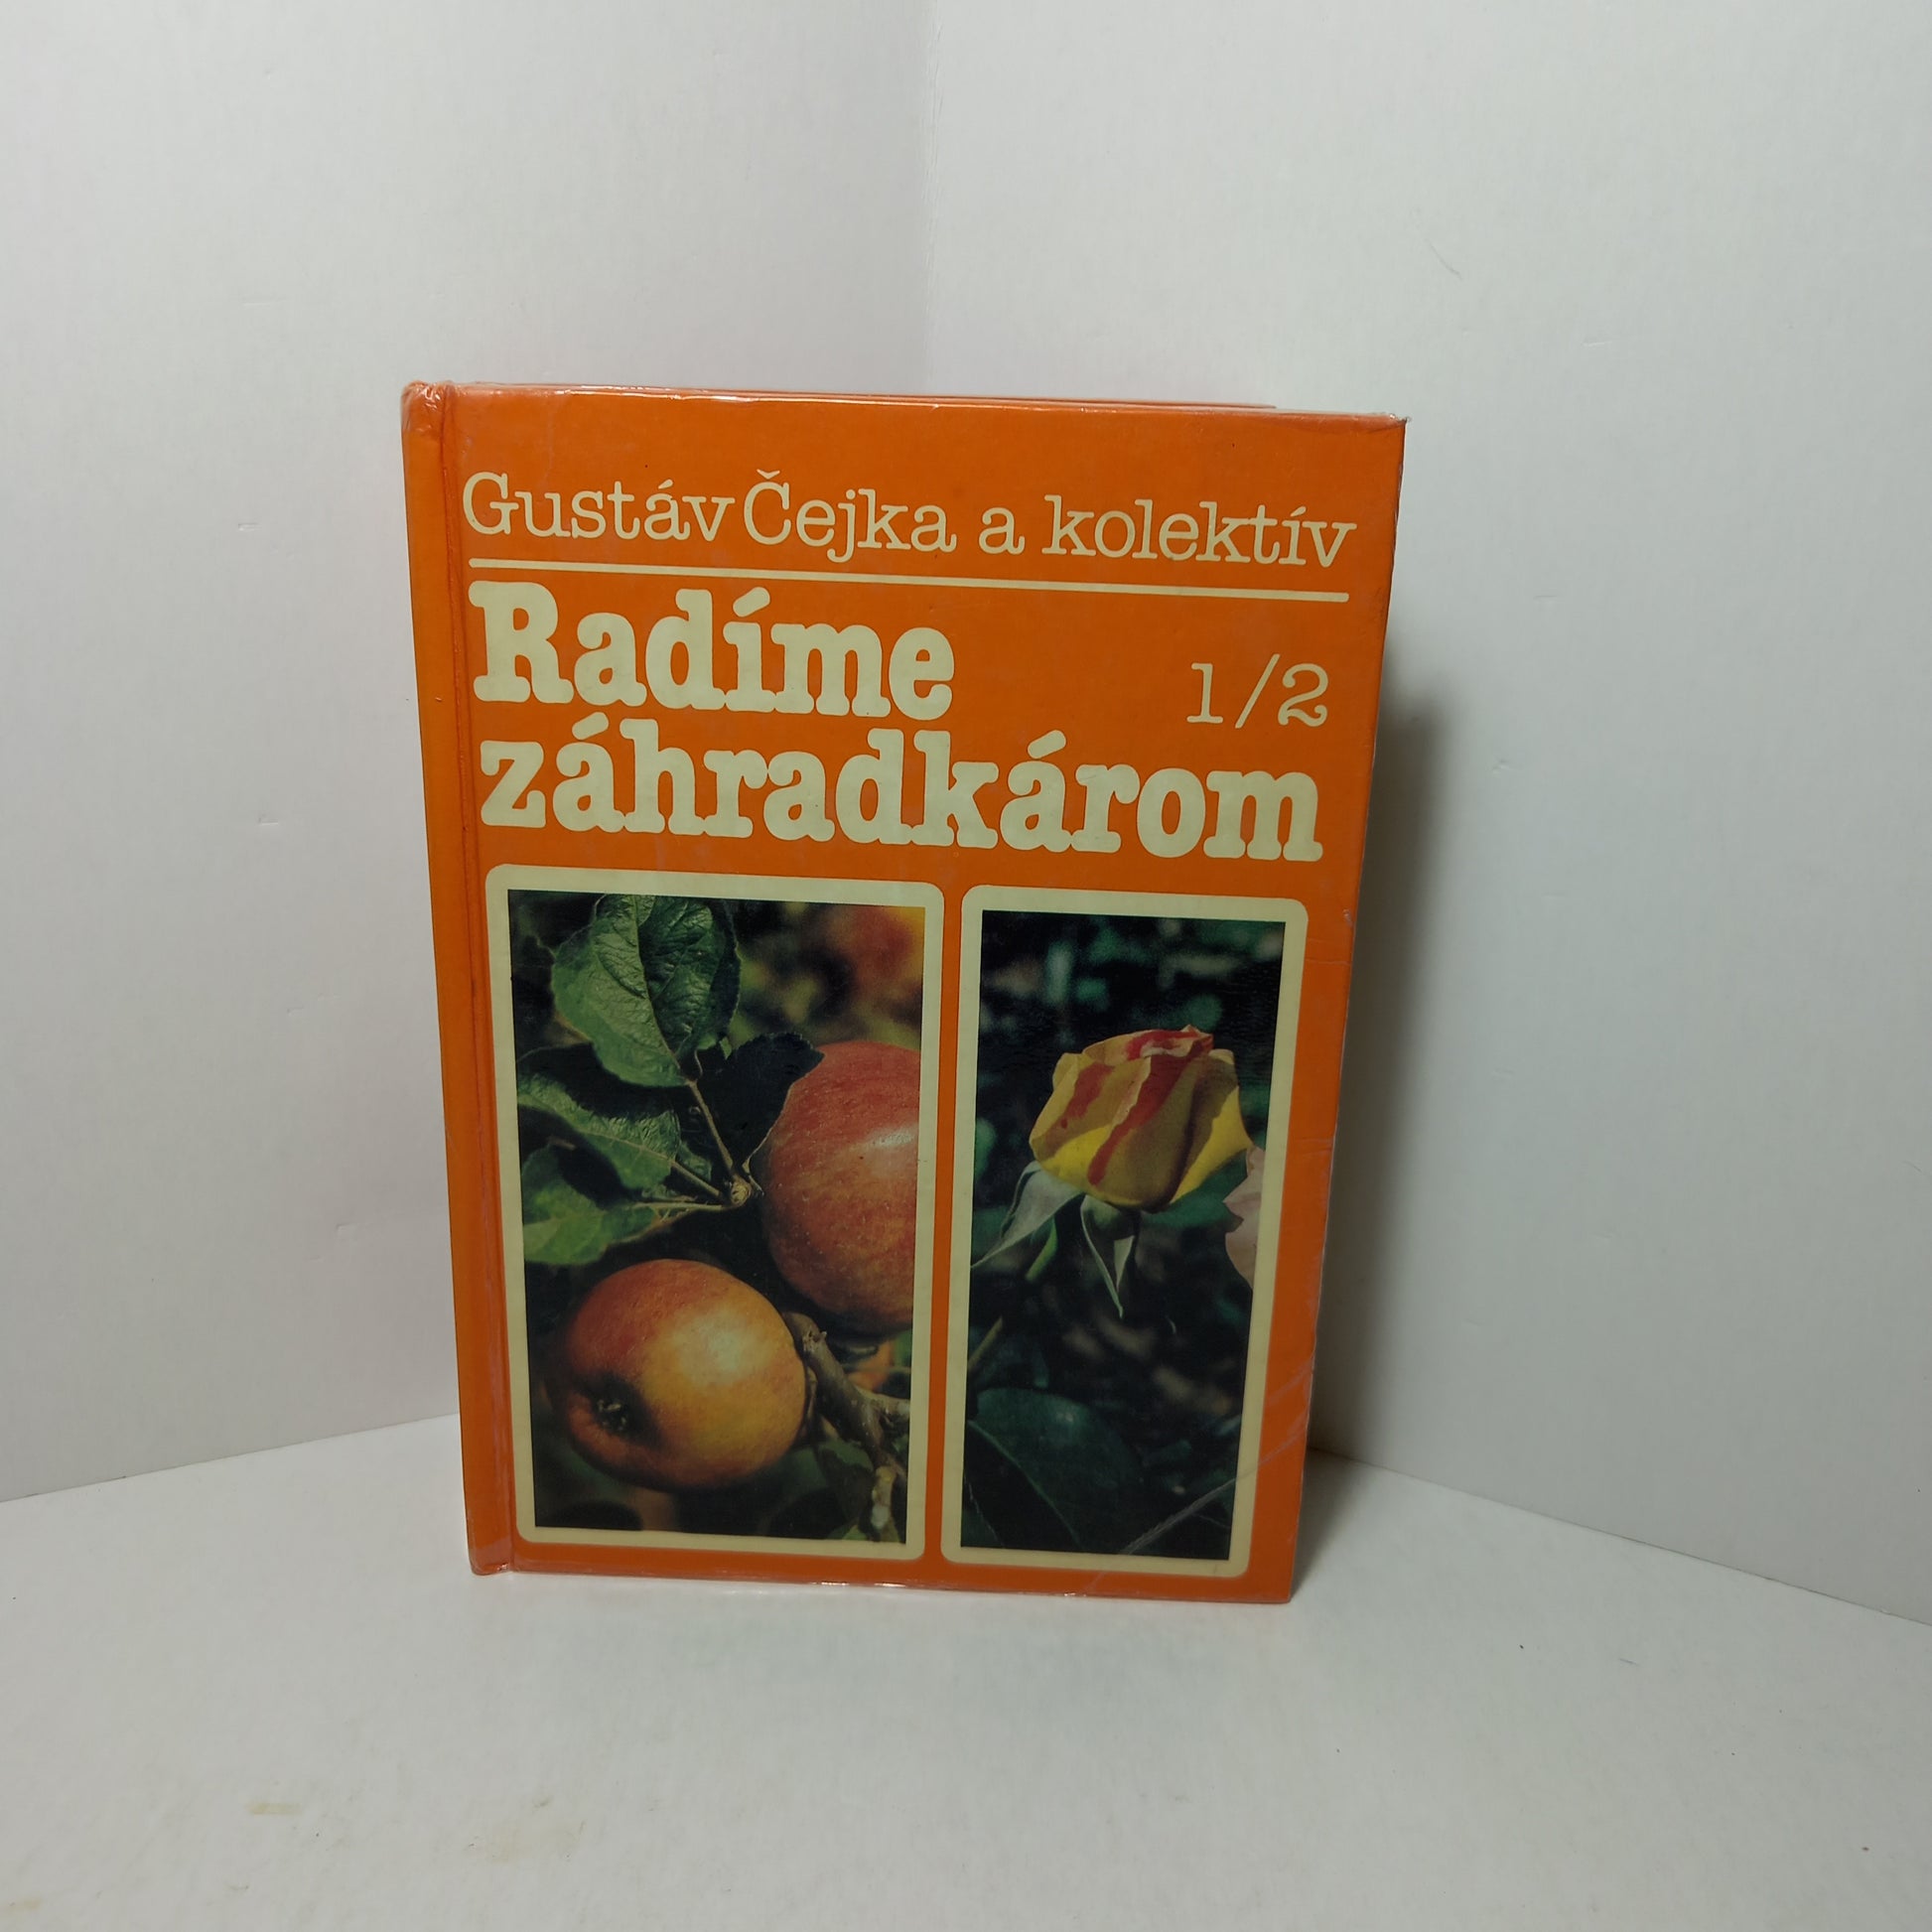 Gustáv Čejka a kolektív
Radíme 1/2
záhradkárom